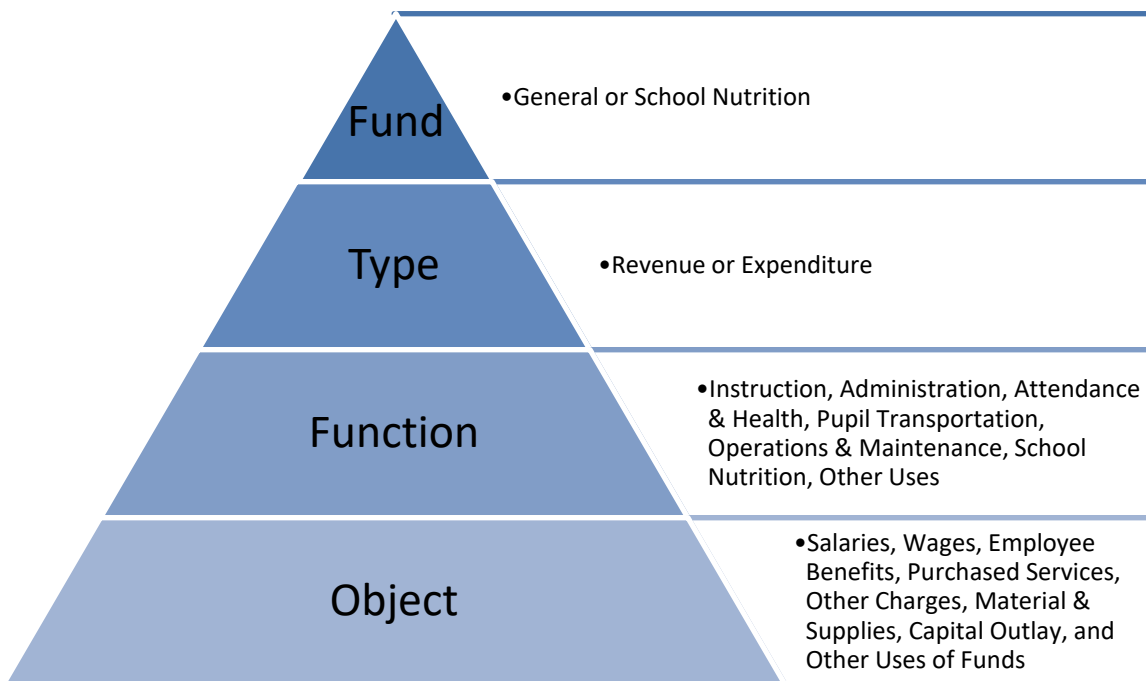 Fund
•General or School Nutrition
Type
•Revenue or Expenditure
Function
•Instruction, Administration, Attendance
& Health, Pupil Transportation,
Operations & Maintenance, School
Nutrition, Other Uses
Object
•Salaries, Wages, Employee
Benefits, Purchased Services,
Other Charges, Material &
Supplies, Capital Outlay, and
Other Uses of Funds